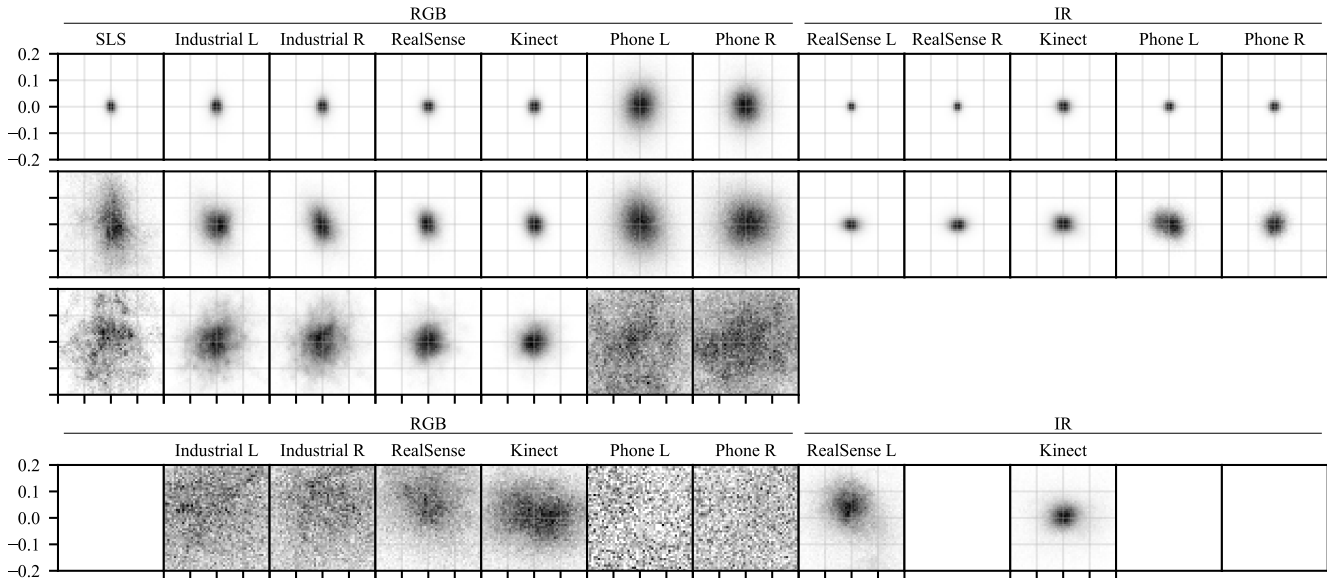 RGB IR
SLS Industrial L Industrial R RealSense Kinect Phone L Phone R RealSense L RealSense R Kinect Phone L Phone R
0.2
0.1
0.0
−0.1
−0.2
RGB IR
Industrial L Industrial R RealSense Kinect Phone L Phone R RealSense L Kinect
0.2
0.1
0.0
−0.1
−0.2